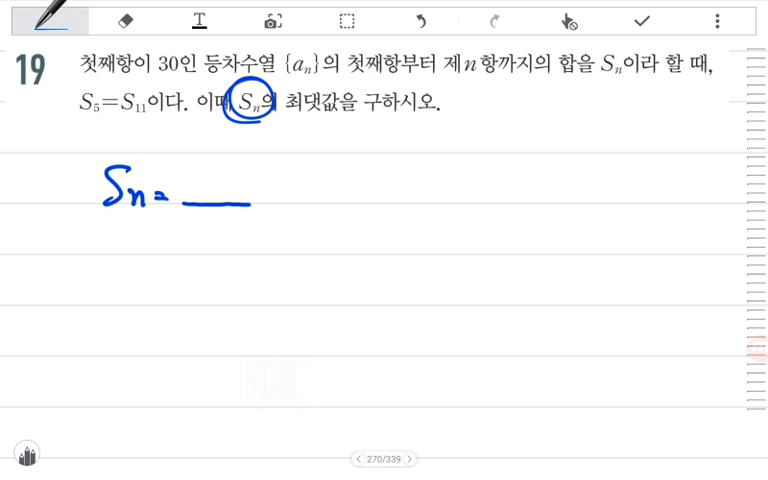 T
19 첫째항이 30인 등차수열 {aₙ}의 첫째항부터 제n항까지의 합을 Sₙ이라 할 때,
S₅=S₁₁이다. 이때 Sₙ의 최댓값을 구하시오.
Sn =
270/339